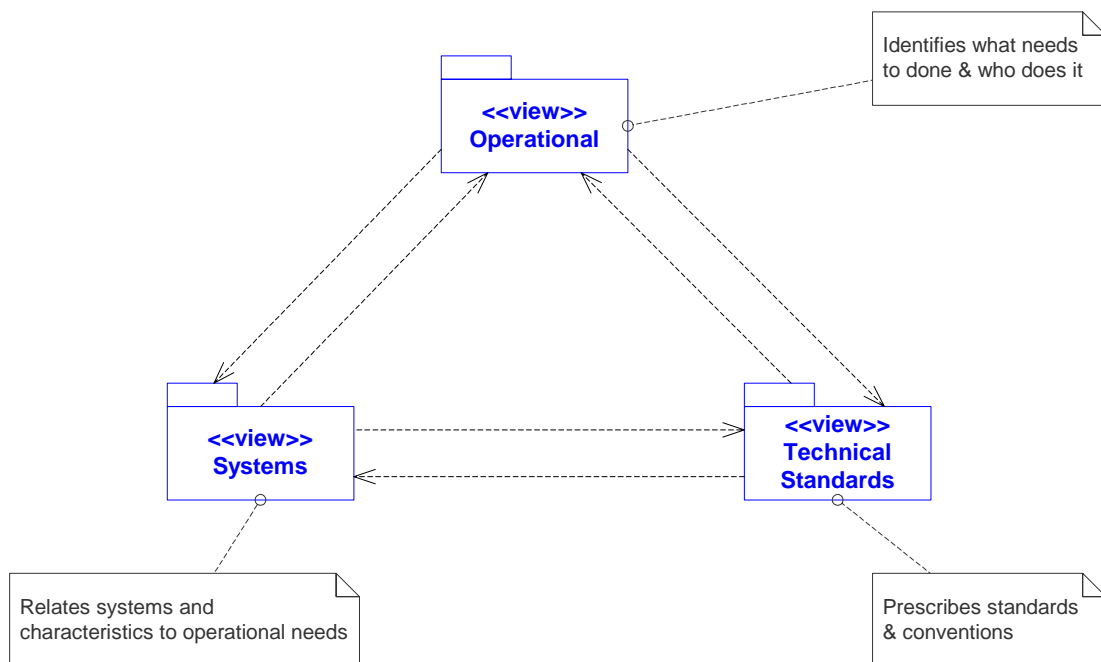 Identifies what needs
to done & who does it
<<view>>
Operational
<<view>>
Systems
<<view>>
Technical
Standards
Relates systems and
characteristics to operational needs
Prescribes standards
& conventions